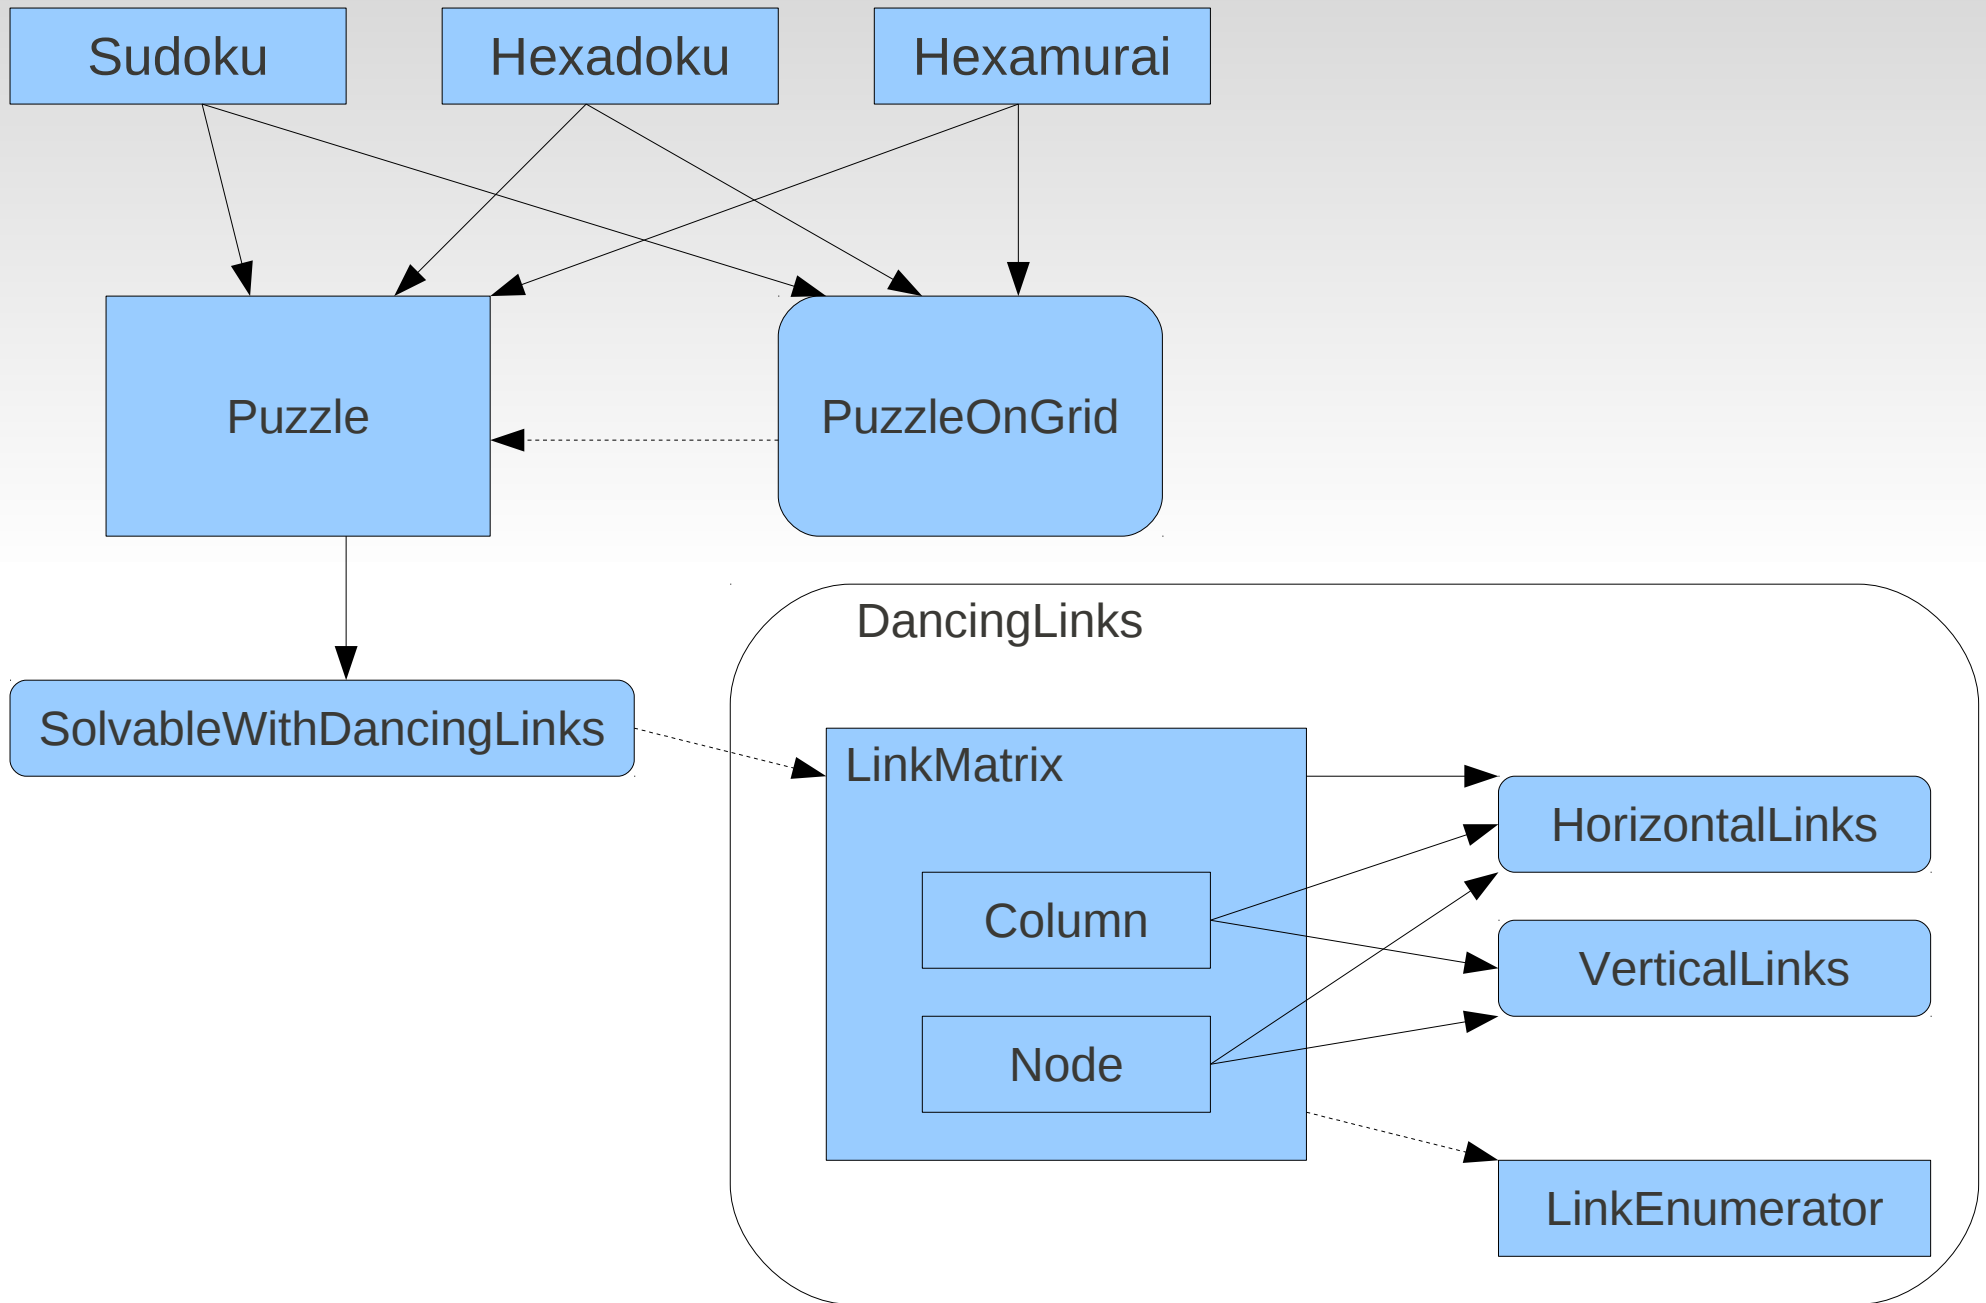 Sudoku
Hexadoku
Hexamurai
Puzzle
PuzzleOnGrid
DancingLinks
SolvableWithDancingLinks
LinkMatrix
HorizontalLinks
Column
VerticalLinks
Node
LinkEnumerator